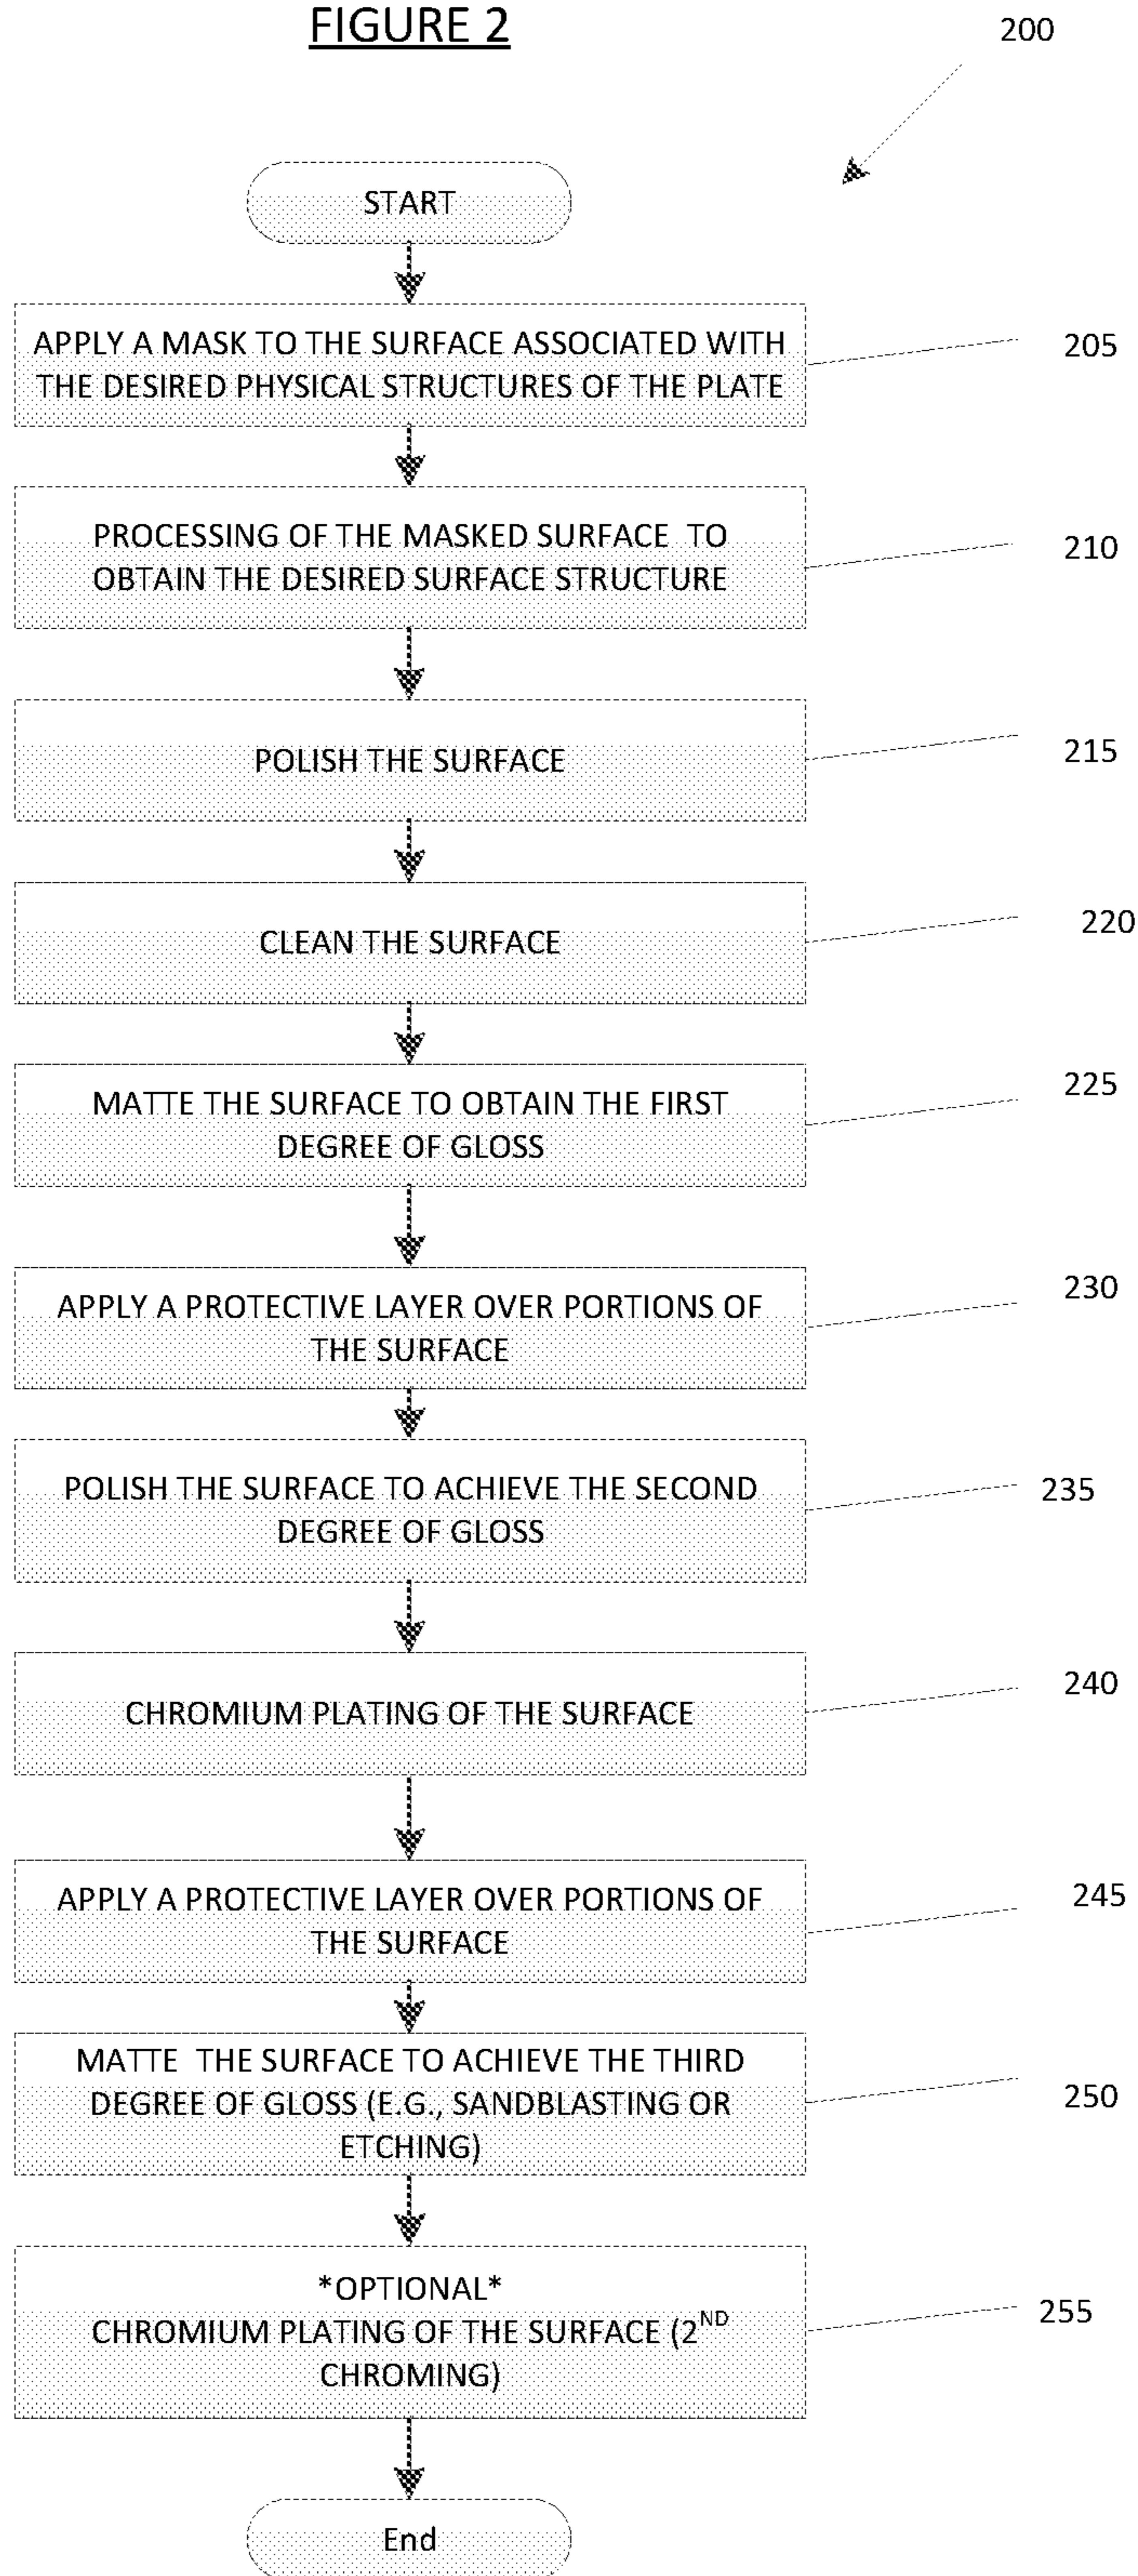 FIGURE 2
200
START
APPLY A MASK TO THE SURFACE ASSOCIATED WITH
THE DESIRED PHYSICAL STRUCTURES OF THE PLATE
205
PROCESSING OF THE MASKED SURFACE TO
OBTAIN THE DESIRED SURFACE STRUCTURE
210
POLISH THE SURFACE
215
CLEAN THE SURFACE
220
MATTE THE SURFACE TO OBTAIN THE FIRST
DEGREE OF GLOSS
225
APPLY A PROTECTIVE LAYER OVER PORTIONS OF
THE SURFACE
230
POLISH THE SURFACE TO ACHIEVE THE SECOND
DEGREE OF GLOSS
235
CHROMIUM PLATING OF THE SURFACE
240
APPLY A PROTECTIVE LAYER OVER PORTIONS OF
THE SURFACE
245
MATTE THE SURFACE TO ACHIEVE THE THIRD
DEGREE OF GLOSS (E.G., SANDBLASTING OR
ETCHING)
250
*OPTIONAL*
CHROMIUM PLATING OF THE SURFACE (2ND
CHROMING)
255
End